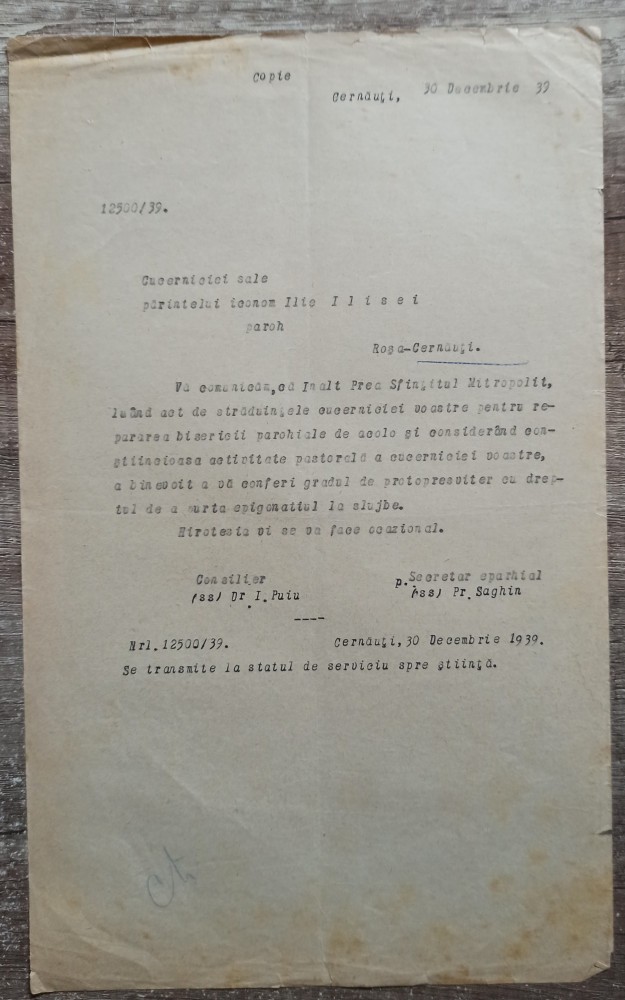 Copie
Cernăuţi, 30 Decembrie 39
12500/39.
Cucerniciei sale
părintelui iconom Ilie I l i s e i
paroh
Roşa-Cernăuţi.
Vă comunicăm,că Inalt Prea Sfinţitul Mitropolit,
luând act de străduinţele cucerniciei voastre pentru re-
pararea bisericii parohiale de acolo şi considerând con-
ştiincioasa activitate pastorală a cucerniciei voastre,
a binevoit a vă conferi gradul de protopresviter cu drep-
tul de a purta epigonatiul la slujbe.
Hirotesia vi se va face ocazional.
Consilier
p.Secretar eparhial
(ss) Dr I.Puiu
(ss) Pr.Saghin
----
Nrl.12500/39. Cernăuţi,30 Decembrie 1939.
Se transmite la statul de serviciu spre ştiinţă.